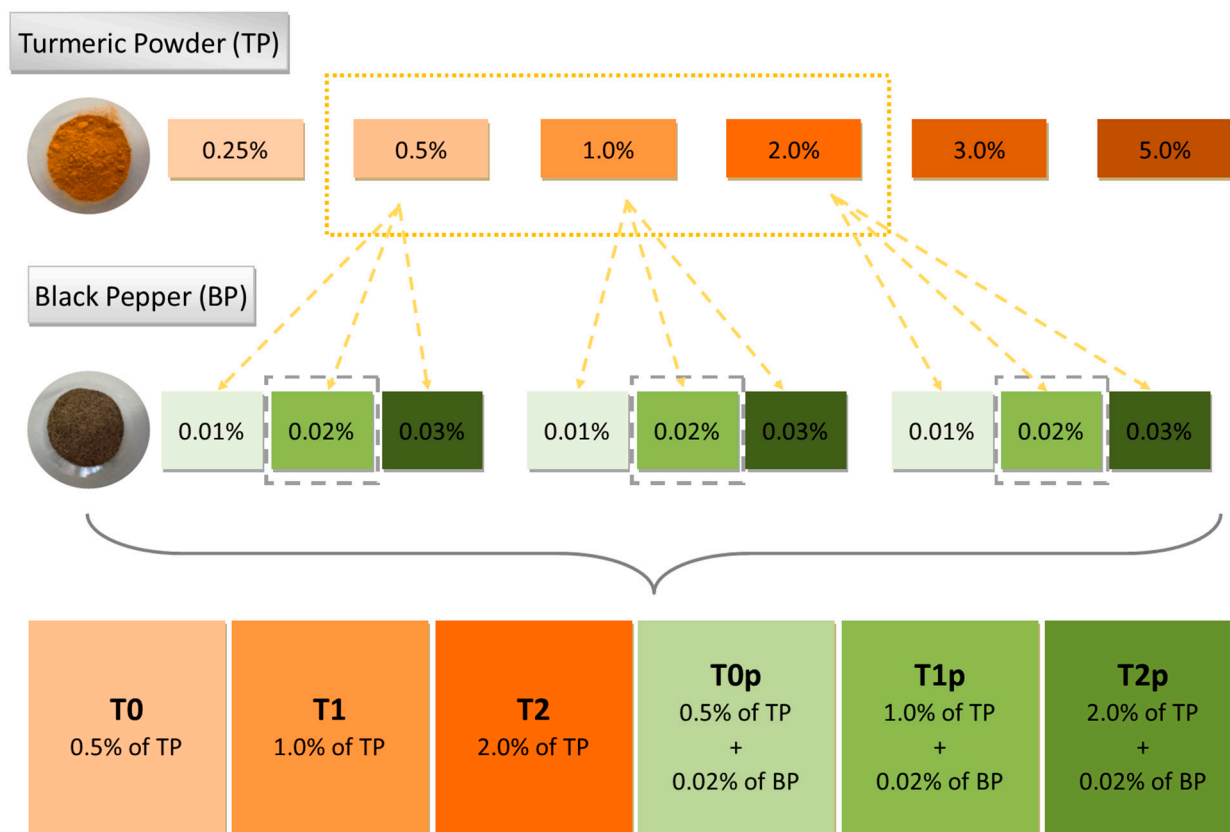 Turmeric Powder (TP)
0.25%
0.5%
1.0%
2.0%
3.0%
5.0%
Black Pepper (BP)
0.01%
0.02%
0.03%
0.01%
0.02%
0.03%
0.01%
0.02%
0.03%
T0
0.5% of TP
T1
1.0% of TP
T2
2.0% of TP
T0p
0.5% of TP
+
0.02% of BP
T1p
1.0% of TP
+
0.02% of BP
T2p
2.0% of TP
+
0.02% of BP